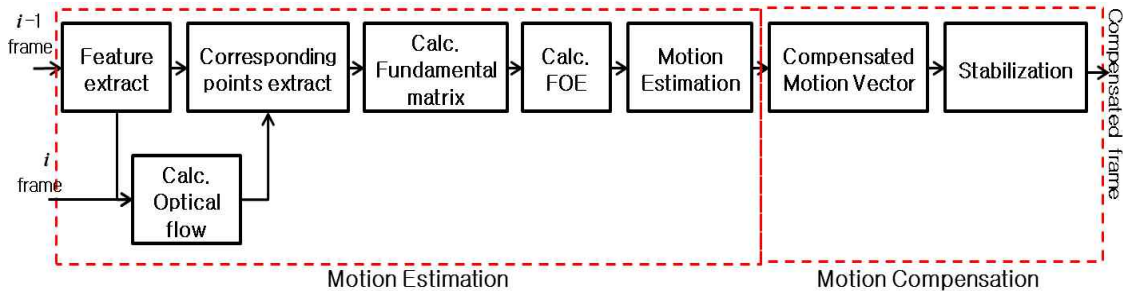 i-1
frame
Feature
extract
Corresponding
points extract
Calc.
Fundamental
matrix
Calc.
FOE
Motion
Estimation
Compensated
Motion Vector
Stabilization
Compensated frame
i
frame
Calc.
Optical
flow
Motion Estimation
Motion Compensation